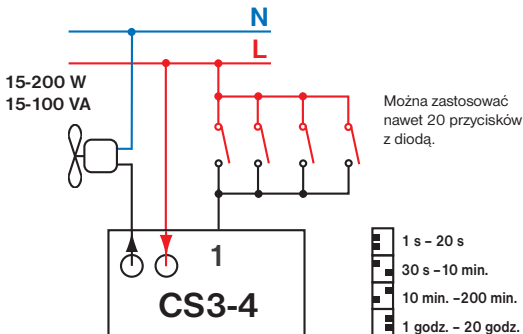 N
L
15-200 W
15-100 VA
Można zastosować
nawet 20 przycisków
z diodą.
1
CS3-4
1 s – 20 s
30 s –10 min.
10 min. –200 min.
1 godz. – 20 godz.